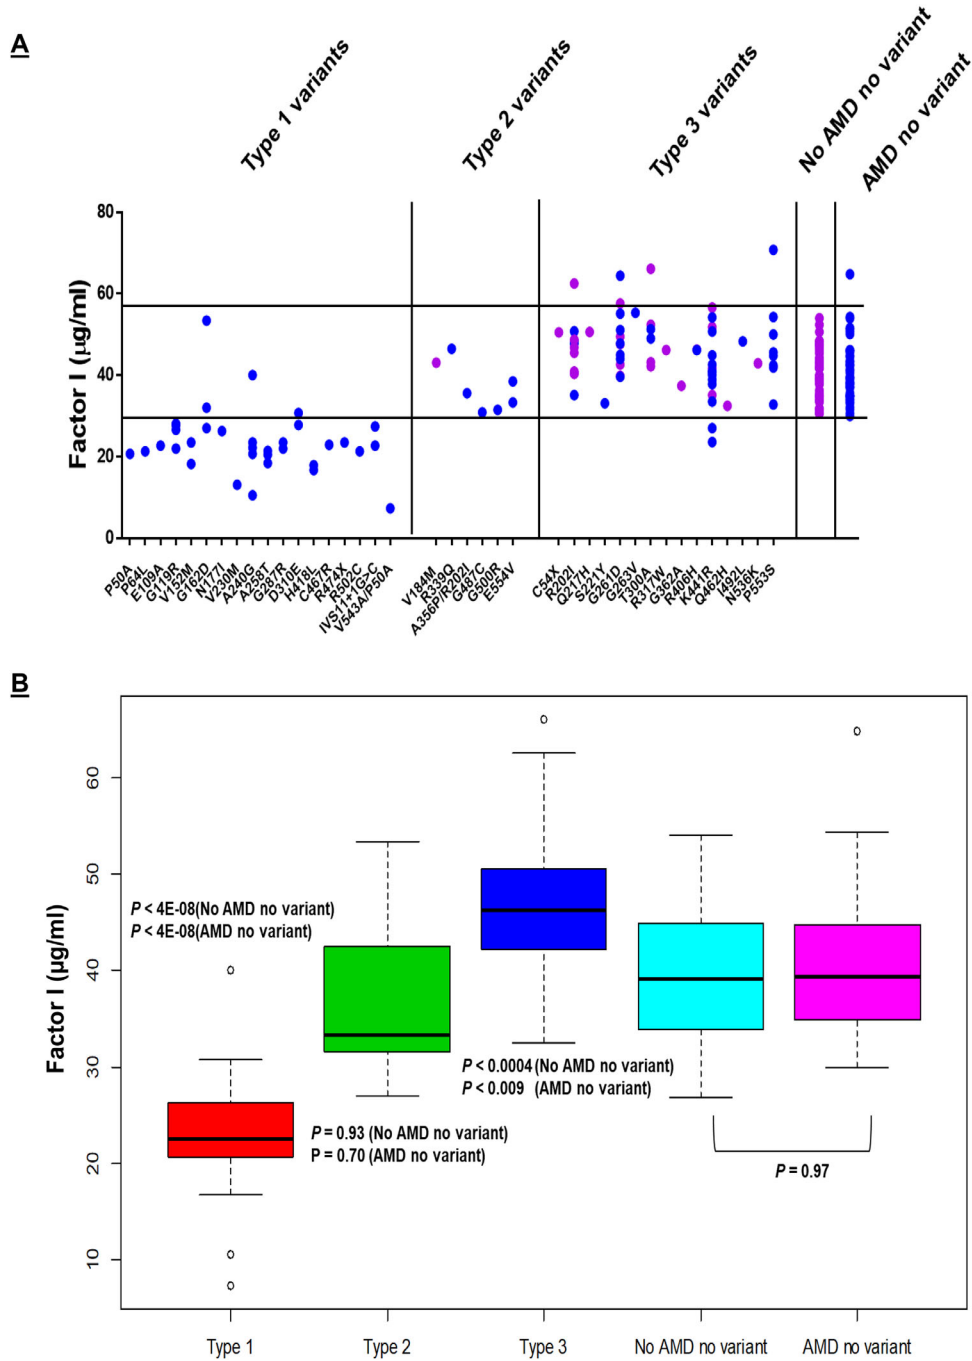 A
Type 1 variants
Type 2 variants
Type 3 variants
No AMD no variant
AMD no variant
Factor I (μg/ml)
80
60
40
20
0
P50A
P64L
E109A
G119R
V152M
G162D
N177I
V230M
A240G
A258T
G287R
D310E
H418L
C467R
R474X
R502C
IVS11+1G>C
V543A/P50A
V184M
R339Q
R202I
A356P/R202I
G487C
G500R
E554V
C54X
R202I
Q217H
S221Y
G261D
G263V
T300A
R317W
G362A
R406H
K441R
Q462H
I492L
N536K
P553S
B
Factor I (μg/ml)
60
50
40
30
20
10
P < 4E-08(No AMD no variant)
P < 4E-08(AMD no variant)
P < 0.0004 (No AMD no variant)
P < 0.009 (AMD no variant)
P = 0.93 (No AMD no variant)
P = 0.70 (AMD no variant)
P = 0.97
Type 1
Type 2
Type 3
No AMD no variant
AMD no variant